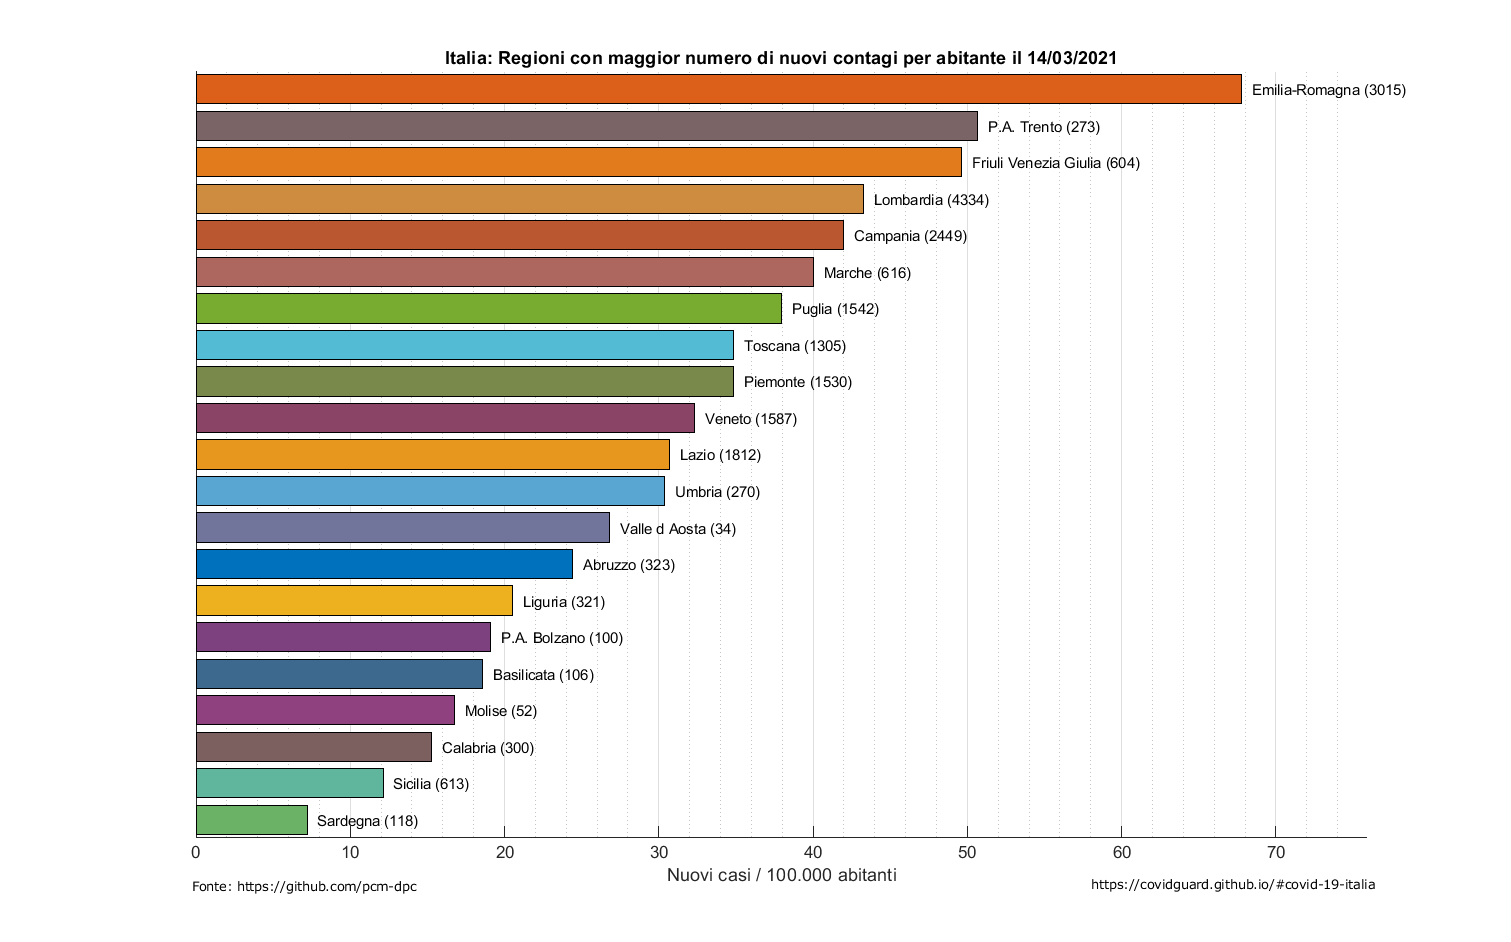 Italia: Regioni con maggior numero di nuovi contagi per abitante il 14/03/2021
Emilia-Romagna (3015)
P.A. Trento (273)
Friuli Venezia Giulia (604)
Lombardia (4334)
Campania (2449)
Marche (616)
Puglia (1542)
Toscana (1305)
Piemonte (1530)
Veneto (1587)
Lazio (1812)
Umbria (270)
Valle d Aosta (34)
Abruzzo (323)
Liguria (321)
P.A. Bolzano (100)
Basilicata (106)
Molise (52)
Calabria (300)
Sicilia (613)
Sardegna (118)
0 10 20 30 40 50 60 70
Nuovi casi / 100.000 abitanti
Fonte: https://github.com/pcm-dpc
https://covidguard.github.io/#covid-19-italia